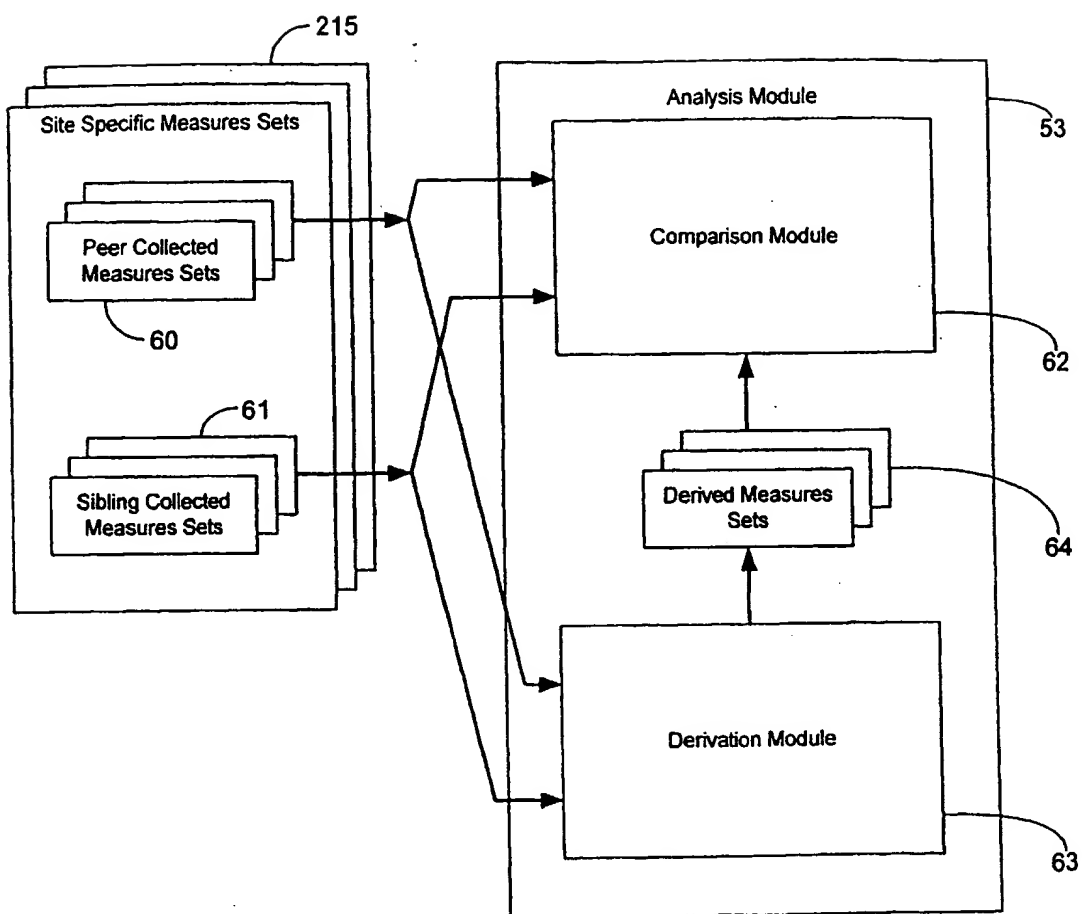 215
Site Specific Measures Sets
Peer Collected
Measures Sets
60
61
Sibling Collected
Measures Sets
Analysis Module
53
Comparison Module
62
Derived Measures
Sets
64
Derivation Module
63